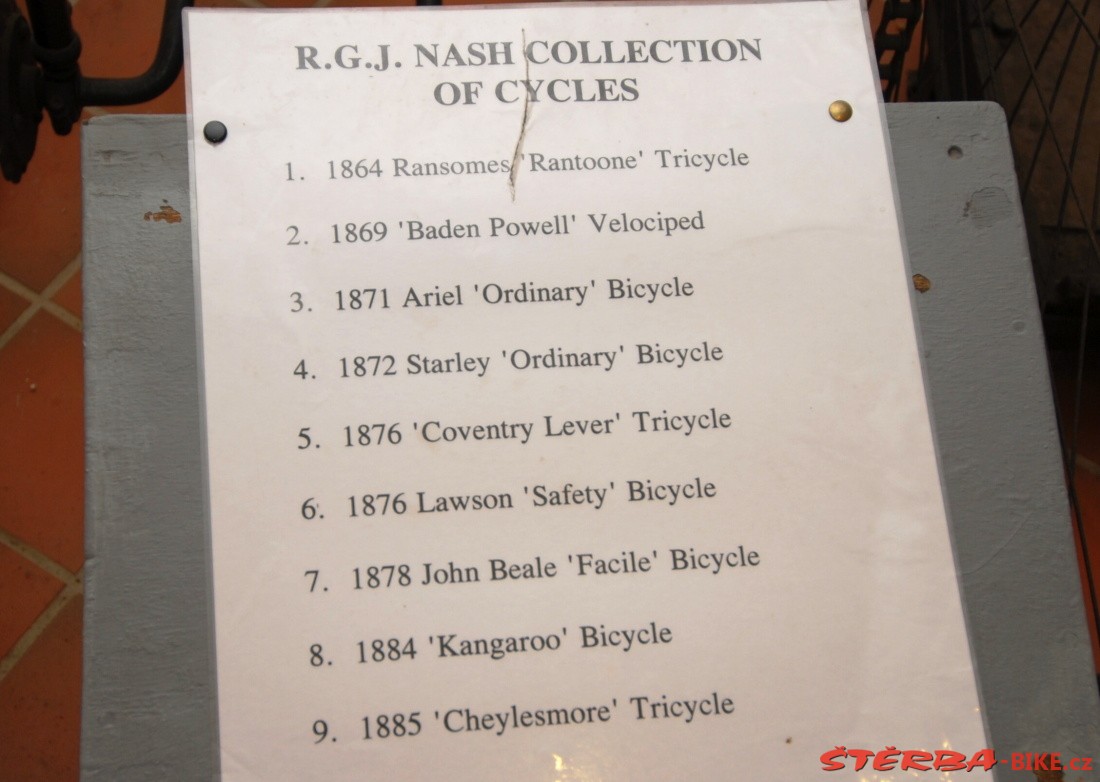 R.G.J. NASH COLLECTION
OF CYCLES
1. 1864 Ransomes 'Rantoone' Tricycle
2. 1869 'Baden Powell' Velociped
3. 1871 Ariel 'Ordinary' Bicycle
4. 1872 Starley 'Ordinary' Bicycle
5. 1876 'Coventry Lever' Tricycle
6. 1876 Lawson 'Safety' Bicycle
7. 1878 John Beale 'Facile' Bicycle
8. 1884 'Kangaroo' Bicycle
9. 1885 'Cheylesmore' Tricycle
ŠTĚRBA-BIKE.cz